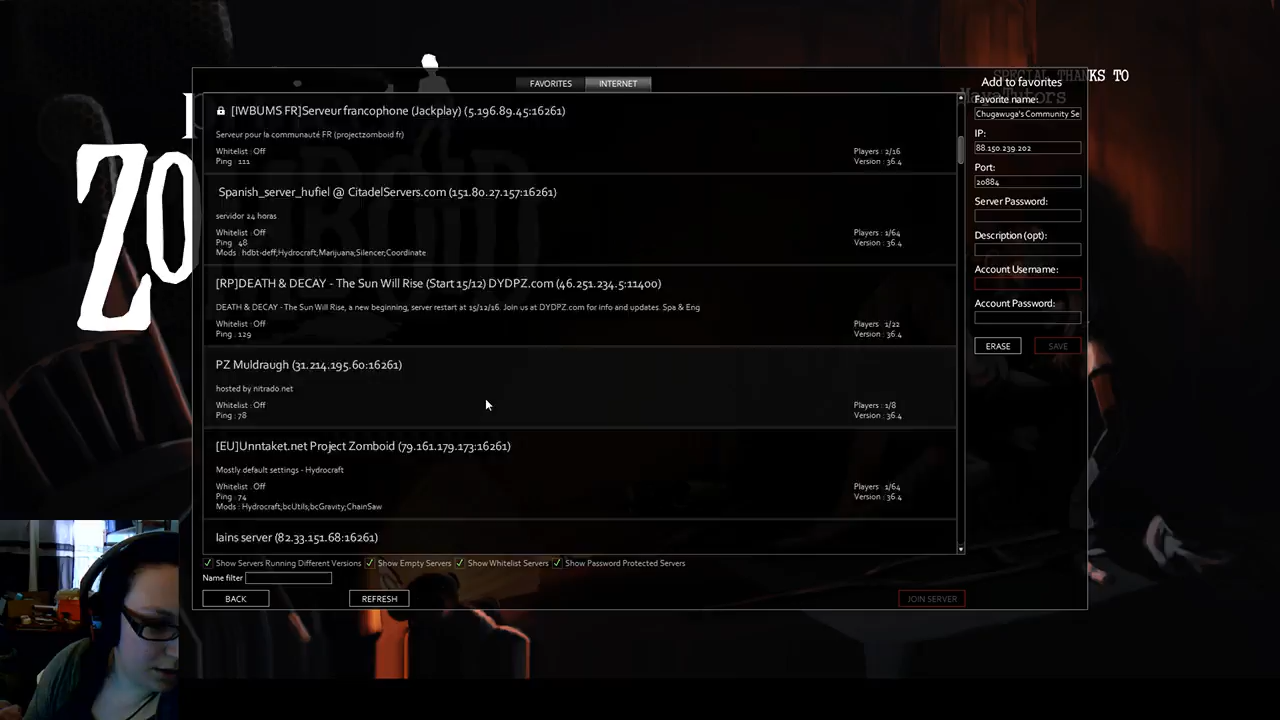 SPECIAL THANKS TO
ZO
FAVORITES
INTERNET
[IWBUMS FR]Serveur francophone (Jackplay) (5.196.89.45:16261)
Serveur pour la communauté FR (projectzomboid fr)
Whitelist : Off
Ping : 111
Players : 2/16
Version : 36.4
Spanish_server_hufiel @ CitadelServers.com (151.80.27.157:16261)
servidor 24 horas
Whitelist : Off
Ping : 48
Mods : hdbt-deff;Hydrocraft;Marijuana;Silencer;Coordinate
Players : 1/64
Version : 36.4
[RP]DEATH & DECAY - The Sun Will Rise (Start 15/12) DYDPZ.com (46.251.234.5:11400)
DEATH & DECAY - The Sun Will Rise, a new beginning, server restart at 15/12/16. Join us at DYDPZ.com for info and updates. Spa & Eng
Whitelist : Off
Ping : 129
Players : 1/22
Version : 36.4
PZ Muldraugh (31.214.195.60:16261)
hosted by nitrado.net
Whitelist : Off
Ping : 78
Players : 1/8
Version : 36.4
[EU]Unntaket.net Project Zomboid (79.161.179.173:16261)
Mostly default settings - Hydrocraft
Whitelist : Off
Ping : 74
Mods : Hydrocraft;bcUtils;bcGravity;ChainSaw
Players : 1/64
Version : 36.4
lains server (82.33.151.68:16261)
Show Servers Running Different Versions
Show Empty Servers
Show Whitelist Servers
Show Password Protected Servers
Name filter
BACK
REFRESH
JOIN SERVER
Add to favorites
Favorite name:
Chugawuga's Community Se
IP:
88.150.239.202
Port:
20884
Server Password:
Description (opt):
Account Username:
Account Password:
ERASE
SAVE